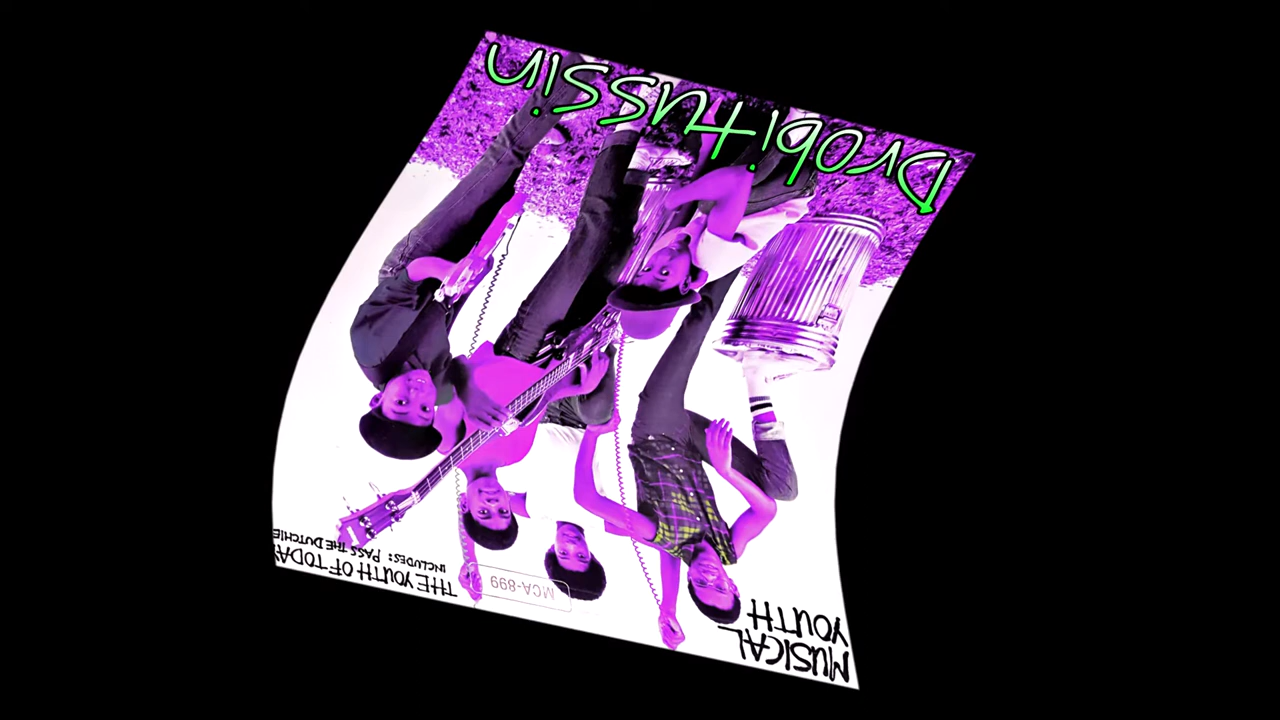 MUSICAL
YOUTH
THE YOUTH OF TODAY
INCLUDES: PASS THE DUTCHIE
MCA-899
Drobitussin